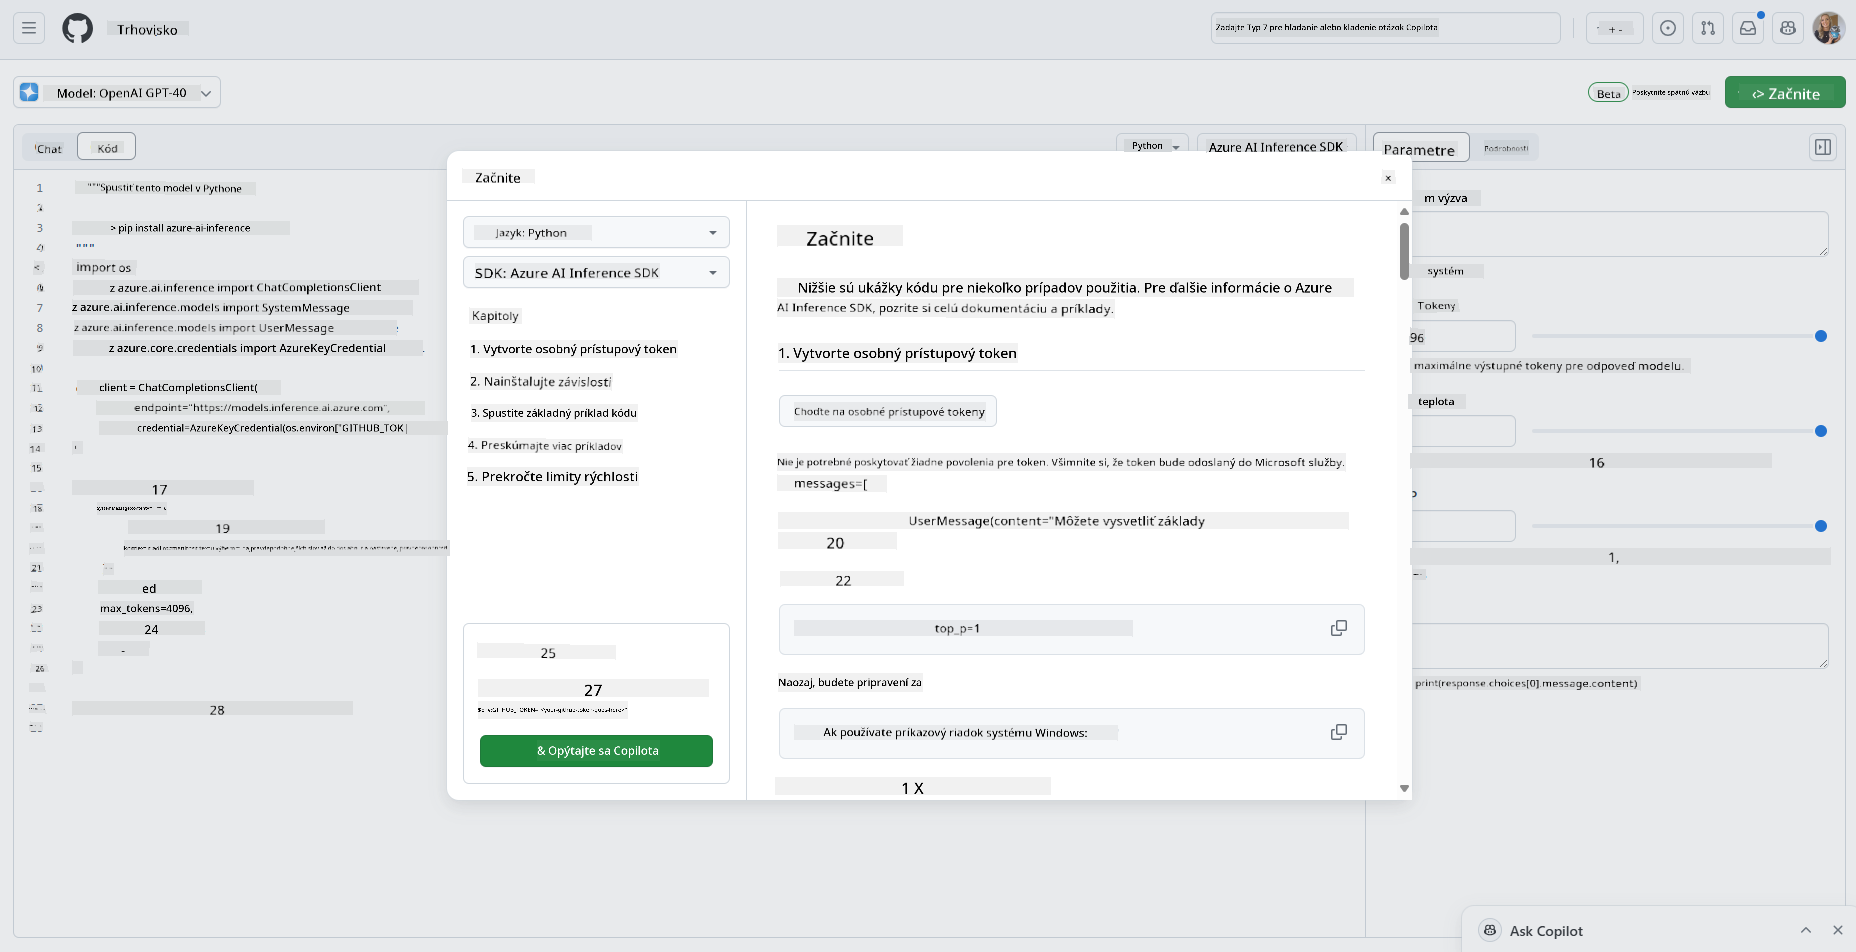 Trhovisko
Zadajte Typ 7 pre hladanie alebo kladenie otázok Copilota
Model: OpenAI GPT-40
Beta
Poskytnite spatnú väzbu
<> Začnite
Chat
Kód
Python
Azure AI Inference SDK
Parametre
Podrobnosti
1 """Spustiť tento model v Pythone
3 > pip install azure-ai-inference
4 """
import os
z azure.ai.inference import ChatCompletionsClient
7 z azure.ai.inference.models import SystemMessage
8 z azure.ai.inference.models import UserMessage
9 z azure.core.credentials import AzureKeyCredential
10
11 client = ChatCompletionsClient(
12 endpoint="https://models.inference.ai.azure.com",
13 credential=AzureKeyCredential(os.environ["GITHUB_TOK
14
15
17
18
19
21
ed
23 max_tokens=4096,
24
-
26
28
Začnite
×
Jazyk: Python
SDK: Azure AI Inference SDK
Kapitoly
1. Vytvorte osobný prístupový token
2. Nainštalujte závislosti
3. Spustite základný príklad kódu
4. Preskúmajte viac príkladov
5. Prekročte limity rýchlosti
25
27
& Opýtajte sa Copilota
Začnite
Nižšie sú ukážky kódu pre niekoľko prípadov použitia. Pre ďalšie informácie o Azure
AI Inference SDK, pozrite si celú dokumentáciu a príklady.
1. Vytvorte osobný prístupový token
Choďte na osobné prístupové tokeny
Nie je potrebné poskytovať žiadne povolenia pre token. Všimnite si, že token bude odoslaný do Microsoft služby.
messages=[
UserMessage(content="Môžete vysvetliť základy
20
22
top_p=1
Naozaj, budete pripravení za
Ak používate príkazový riadok systému Windows:
1 X
m výzva
systém
Tokeny
96
maximálne výstupné tokeny pre odpoveď modelu.
teplota
16
1,
print(response.choices[0].message.content)
Ask Copilot